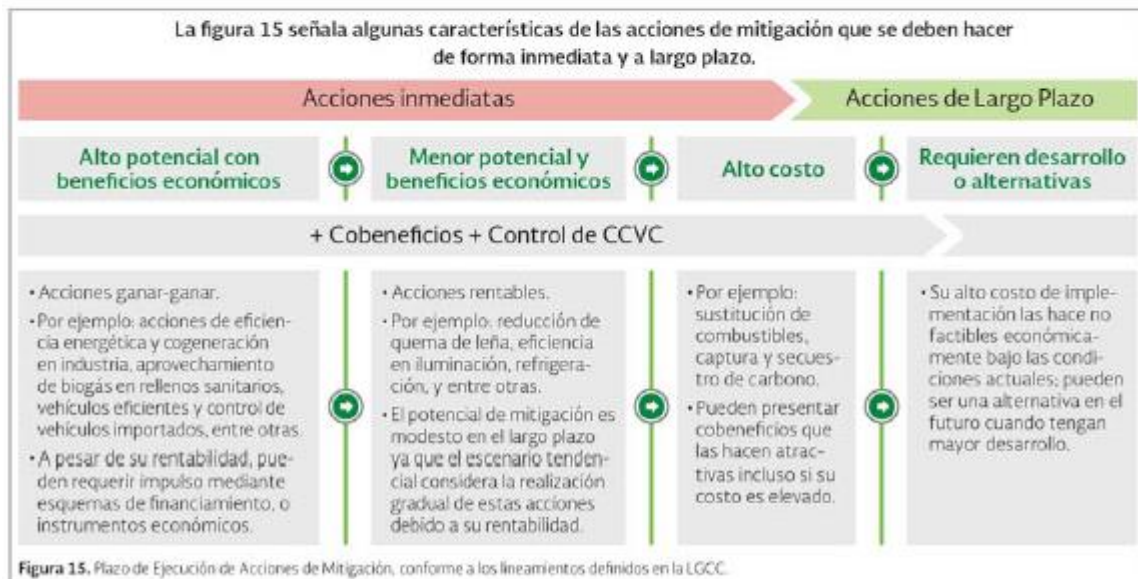 La figura 15 señala algunas características de las acciones de mitigación que se deben hacer
de forma inmediata y a largo plazo.
Acciones inmediatas
Acciones de Largo Plazo
Alto potencial con
beneficios económicos
Menor potencial y
beneficios económicos
Alto costo
Requieren desarrollo
o alternativas
+ Cobeneficios + Control de CCVC
• Acciones ganar-ganar.
• Por ejemplo: acciones de eficien-
cia energética y cogeneración
en industria, aprovechamiento
de biogás en rellenos sanitarios,
vehículos eficientes y control de
vehículos importados, entre otras.
• A pesar de su rentabilidad, pue-
den requerir impulso mediante
esquemas de financiamiento, o
instrumentos económicos.
• Acciones rentables.
• Por ejemplo: reducción de
quema de leña, eficiencia
en iluminación, refrigera-
ción, y entre otras.
• El potencial de mitigación es
modesto en el largo plazo
ya que el escenario tenden-
cial considera la realización
gradual de estas acciones
debido a su rentabilidad.
• Por ejemplo:
sustitución de
combustibles,
captura y secues-
tro de carbono.
• Pueden presentar
cobeneficios que
las hacen atrac-
tivas incluso si su
costo es elevado.
• Su alto costo de imple-
mentación las hace no
factibles económica-
mente bajo las condi-
ciones actuales; pueden
ser una alternativa en el
futuro cuando tengan
mayor desarrollo.
Figura 15. Plazo de Ejecución de Acciones de Mitigación, conforme a los lineamientos definidos en la LGCC.